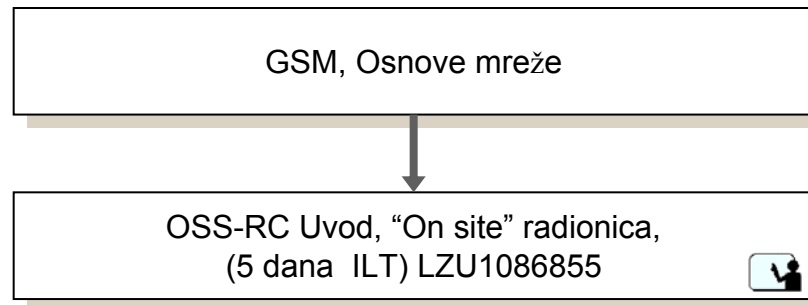 GSM, Osnove mreže
OSS-RC Uvod, “On site” radionica,
(5 dana  ILT) LZU1086855